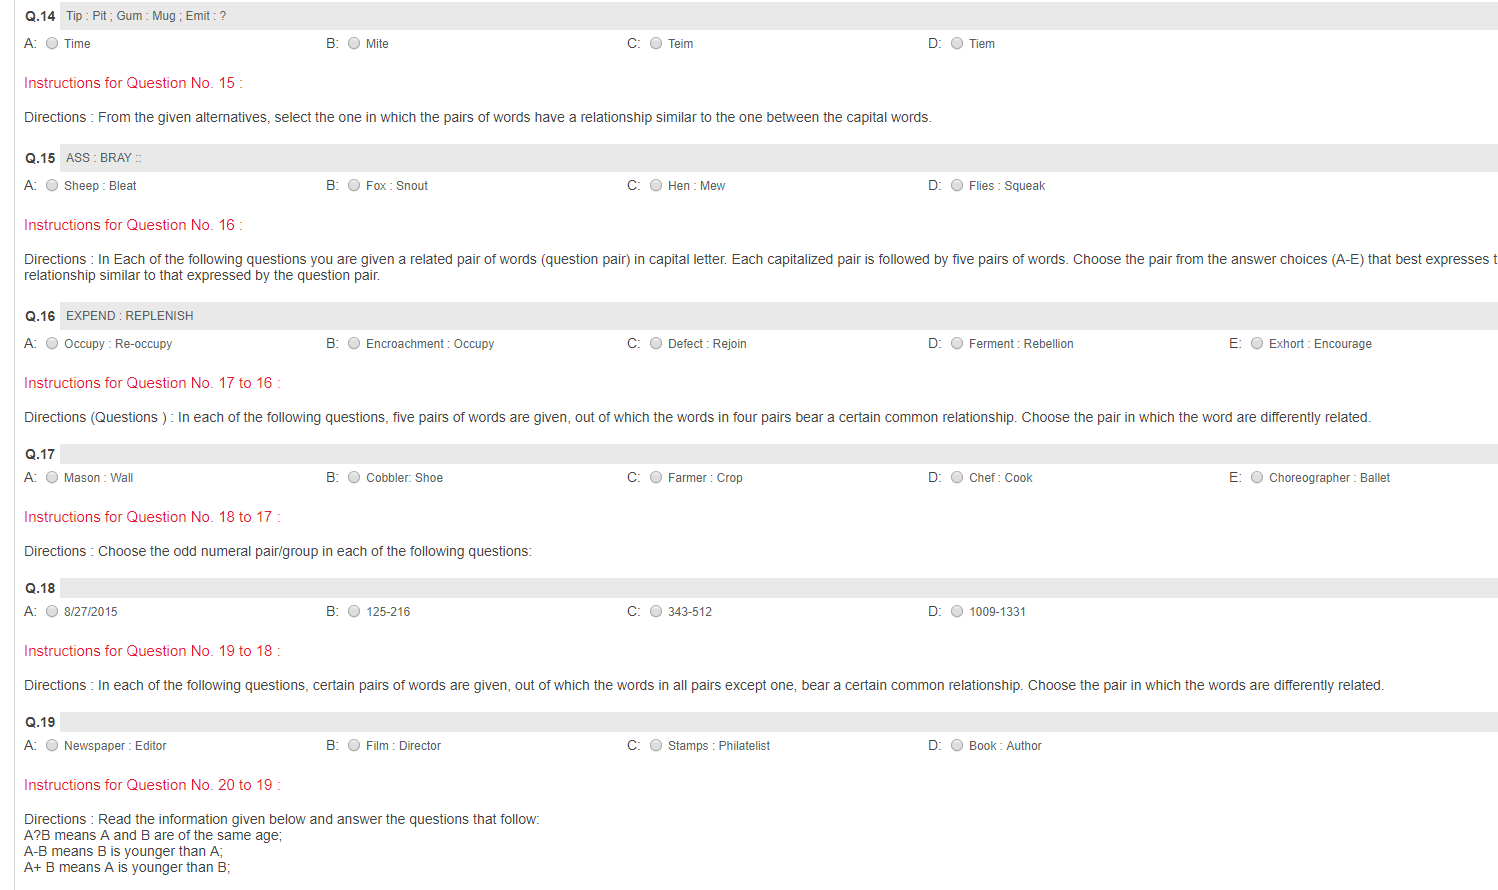 Q.14 Tip : Pit ; Gum : Mug ; Emit : ?
A: Time B: Mite C: Teim D: Tiem
Instructions for Question No. 15 :
Directions : From the given alternatives, select the one in which the pairs of words have a relationship similar to the one between the capital words.
Q.15 ASS : BRAY ::
A: Sheep : Bleat B: Fox : Snout C: Hen : Mew D: Flies : Squeak
Instructions for Question No. 16 :
Directions : In Each of the following questions you are given a related pair of words (question pair) in capital letter. Each capitalized pair is followed by five pairs of words. Choose the pair from the answer choices (A-E) that best expresses t
relationship similar to that expressed by the question pair.
Q.16 EXPEND : REPLENISH
A: Occupy : Re-occupy B: Encroachment : Occupy C: Defect : Rejoin D: Ferment : Rebellion E: Exhort : Encourage
Instructions for Question No. 17 to 16 :
Directions (Questions ) : In each of the following questions, five pairs of words are given, out of which the words in four pairs bear a certain common relationship. Choose the pair in which the word are differently related.
Q.17
A: Mason : Wall B: Cobbler: Shoe C: Farmer : Crop D: Chef : Cook E: Choreographer : Ballet
Instructions for Question No. 18 to 17 :
Directions : Choose the odd numeral pair/group in each of the following questions:
Q.18
A: 8/27/2015 B: 125-216 C: 343-512 D: 1009-1331
Instructions for Question No. 19 to 18 :
Directions : In each of the following questions, certain pairs of words are given, out of which the words in all pairs except one, bear a certain common relationship. Choose the pair in which the words are differently related.
Q.19
A: Newspaper : Editor B: Film : Director C: Stamps : Philatelist D: Book : Author
Instructions for Question No. 20 to 19 :
Directions : Read the information given below and answer the questions that follow:
A?B means A and B are of the same age;
A-B means B is younger than A;
A+ B means A is younger than B;